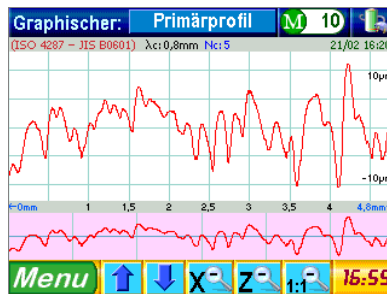 Graphischer: Primärprofil M 10
(ISO 4287 - JIS B0601) λc:0,8mm Nc:5 21/02 16:20
10µm
-10µm
←0mm 1 1,5 2 2,5 3 3,5 4 4,8mm
Menu X Z 1:1 16:59